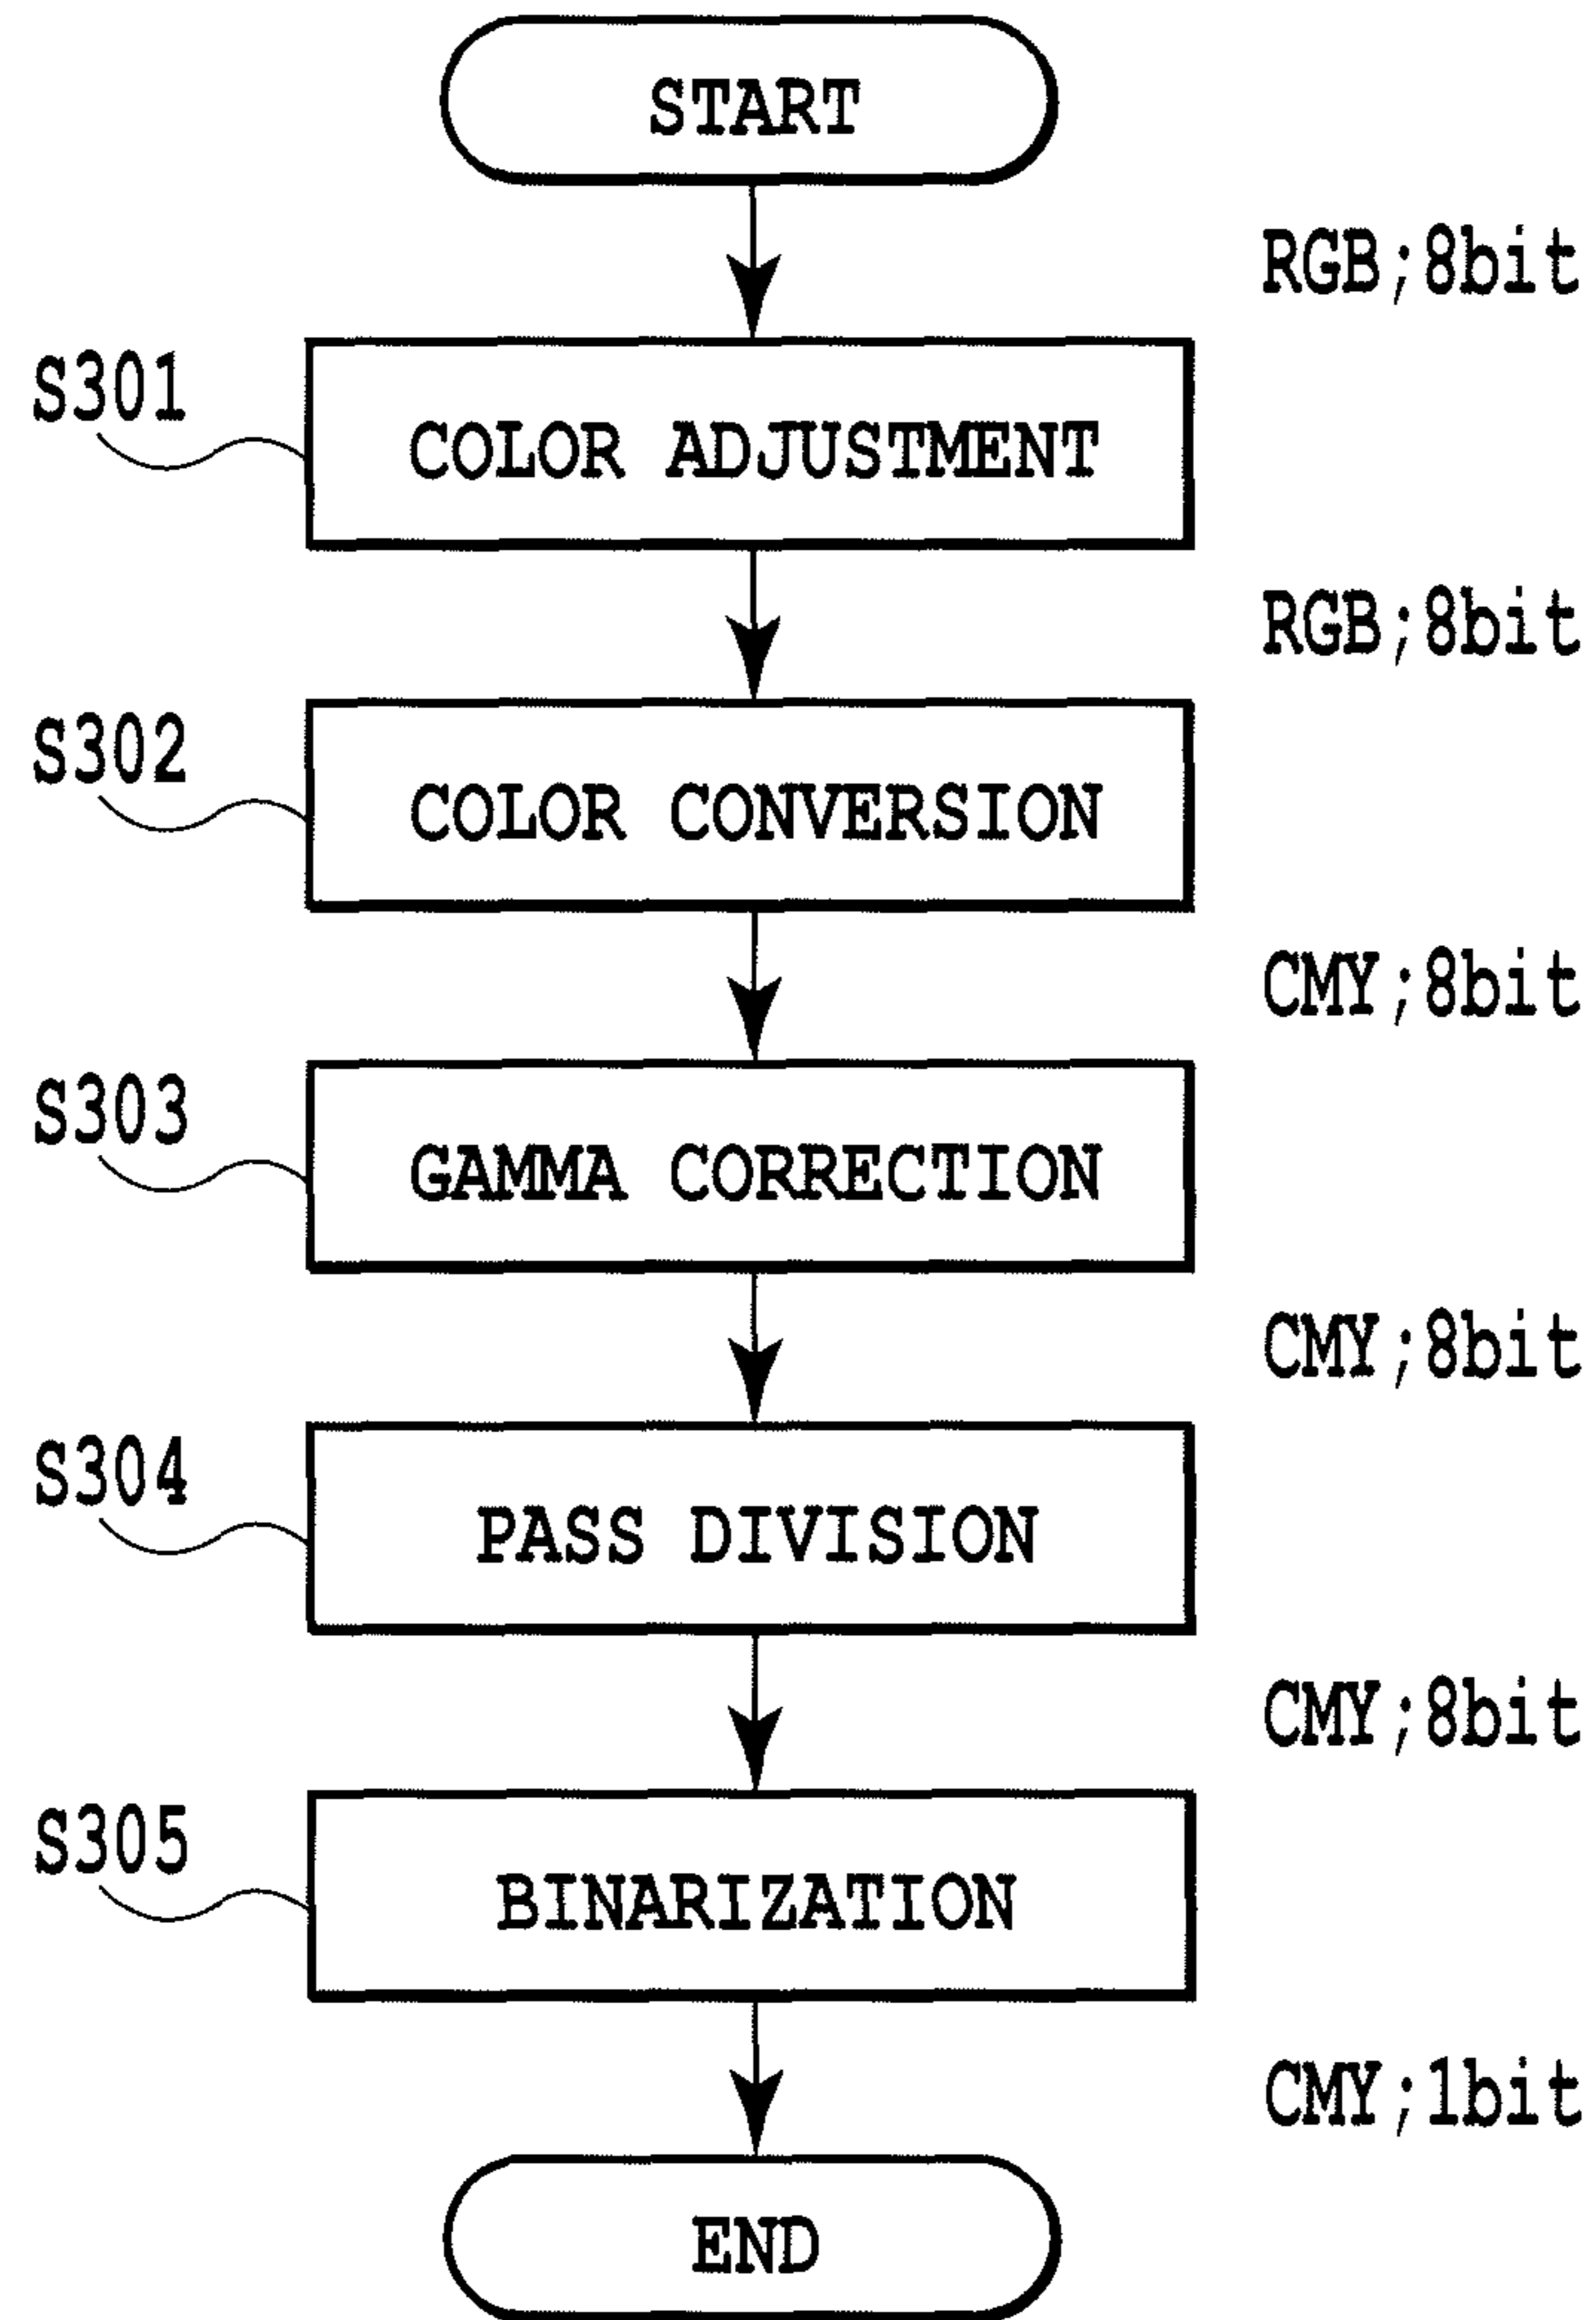 START
RGB;8bit
S301
COLOR ADJUSTMENT
RGB;8bit
S302
COLOR CONVERSION
CMY;8bit
S303
GAMMA CORRECTION
CMY;8bit
S304
PASS DIVISION
CMY;8bit
S305
BINARIZATION
CMY;1bit
END